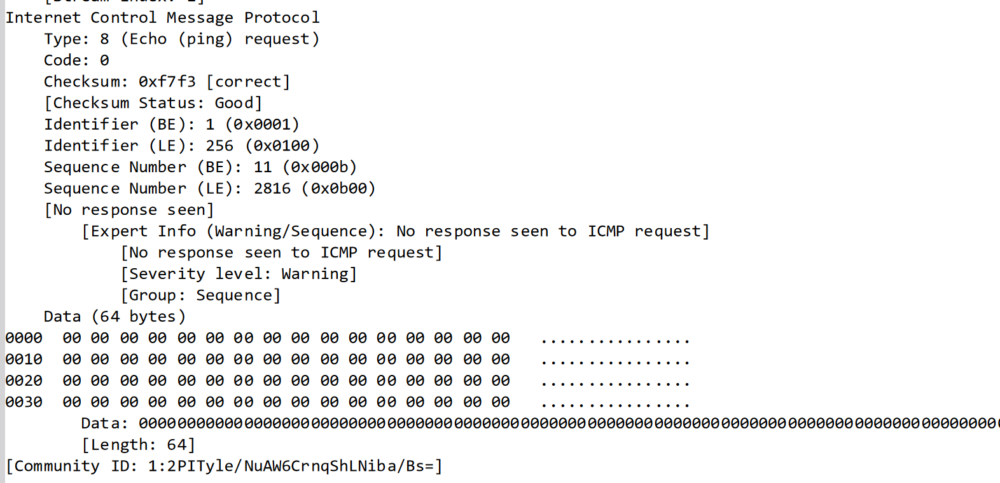 Internet Control Message Protocol
Type: 8 (Echo (ping) request)
Code: 0
Checksum: 0xf7f3 [correct]
[Checksum Status: Good]
Identifier (BE): 1 (0x0001)
Identifier (LE): 256 (0x0100)
Sequence Number (BE): 11 (0x000b)
Sequence Number (LE): 2816 (0x0b00)
[No response seen]
[Expert Info (Warning/Sequence): No response seen to ICMP request]
[No response seen to ICMP request]
[Severity level: Warning]
[Group: Sequence]
Data (64 bytes)
0000  00 00 00 00 00 00 00 00 00 00 00 00 00 00 00 00   ................
0010  00 00 00 00 00 00 00 00 00 00 00 00 00 00 00 00   ................
0020  00 00 00 00 00 00 00 00 00 00 00 00 00 00 00 00   ................
0030  00 00 00 00 00 00 00 00 00 00 00 00 00 00 00 00   ................
Data: 000000000000000000000000000000000000000000000000000000000000000000000000000000000000000000
[Length: 64]
[Community ID: 1:2PITyle/NuAW6CrnqShLNiba/Bs=]